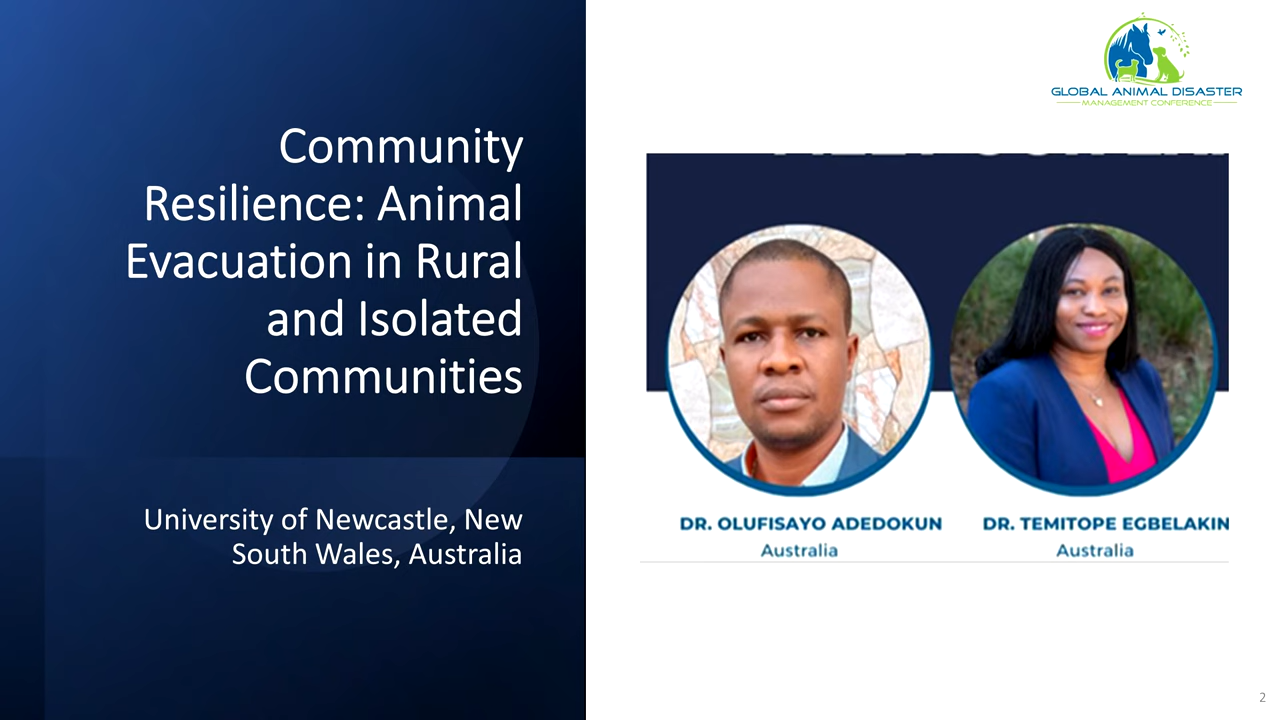 Community
Resilience: Animal
Evacuation in Rural
and Isolated
Communities
University of Newcastle, New
South Wales, Australia
GLOBAL ANIMAL DISASTER
MANAGEMENT CONFERENCE
DR. OLUFISAYO ADEDOKUN
Australia
DR. TEMITOPE EGBELAKIN
Australia
2